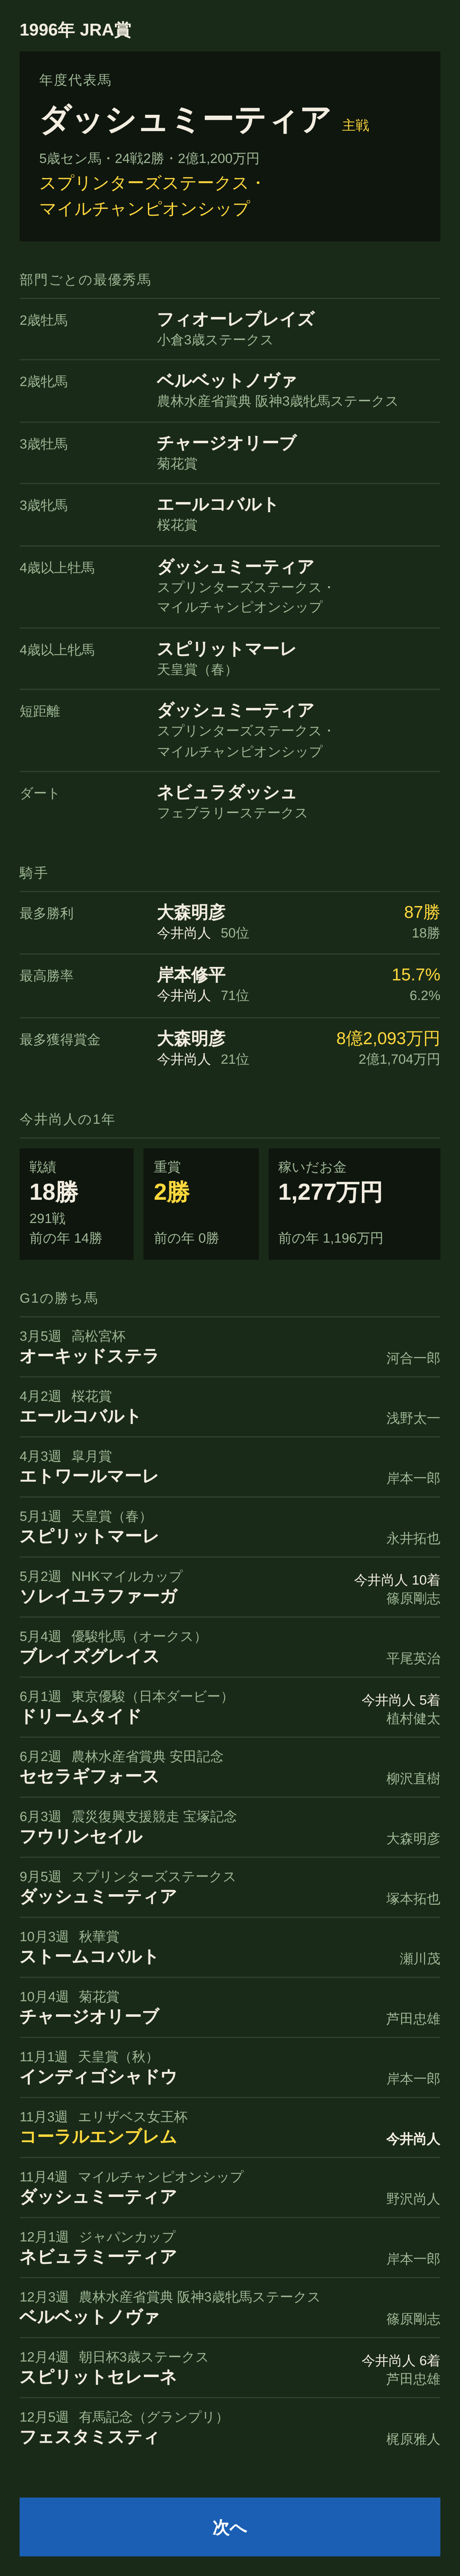 1996年 JRA賞
年度代表馬
ダッシュミーティア 主戦
5歳セン馬・24戦2勝・2億1,200万円
スプリンターズステークス・
マイルチャンピオンシップ
部門ごとの最優秀馬
2歳牡馬 フィオーレブレイズ
小倉3歳ステークス
2歳牝馬 ベルベットノヴァ
農林水産省賞典 阪神3歳牝馬ステークス
3歳牡馬 チャージオリーブ
菊花賞
3歳牝馬 エールコバルト
桜花賞
4歳以上牡馬 ダッシュミーティア
スプリンターズステークス・
マイルチャンピオンシップ
4歳以上牝馬 スピリットマーレ
天皇賞（春）
短距離 ダッシュミーティア
スプリンターズステークス・
マイルチャンピオンシップ
ダート ネビュラダッシュ
フェブラリーステークス
騎手
最多勝利 大森明彦 87勝
今井尚人 50位 18勝
最高勝率 岸本修平 15.7%
今井尚人 71位 6.2%
最多獲得賞金 大森明彦 8億2,093万円
今井尚人 21位 2億1,704万円
今井尚人の1年
戦績 重賞 稼いだお金
18勝 2勝 1,277万円
291戦
前の年 14勝 前の年 0勝 前の年 1,196万円
G1の勝ち馬
3月5週 高松宮杯
オーキッドステラ 河合一郎
4月2週 桜花賞
エールコバルト 浅野太一
4月3週 皐月賞
エトワールマーレ 岸本一郎
5月1週 天皇賞（春）
スピリットマーレ 永井拓也
5月2週 NHKマイルカップ 今井尚人 10着
ソレイユラファーガ 篠原剛志
5月4週 優駿牝馬（オークス）
ブレイズグレイス 平尾英治
6月1週 東京優駿（日本ダービー） 今井尚人 5着
ドリームタイド 植村健太
6月2週 農林水産省賞典 安田記念
セセラギフォース 柳沢直樹
6月3週 震災復興支援競走 宝塚記念
フウリンセイル 大森明彦
9月5週 スプリンターズステークス
ダッシュミーティア 塚本拓也
10月3週 秋華賞
ストームコバルト 瀬川茂
10月4週 菊花賞
チャージオリーブ 芦田忠雄
11月1週 天皇賞（秋）
インディゴシャドウ 岸本一郎
11月3週 エリザベス女王杯
コーラルエンブレム 今井尚人
11月4週 マイルチャンピオンシップ
ダッシュミーティア 野沢尚人
12月1週 ジャパンカップ
ネビュラミーティア 岸本一郎
12月3週 農林水産省賞典 阪神3歳牝馬ステークス
ベルベットノヴァ 篠原剛志
12月4週 朝日杯3歳ステークス 今井尚人 6着
スピリットセレーネ 芦田忠雄
12月5週 有馬記念（グランプリ）
フェスタミスティ 梶原雅人
次へ